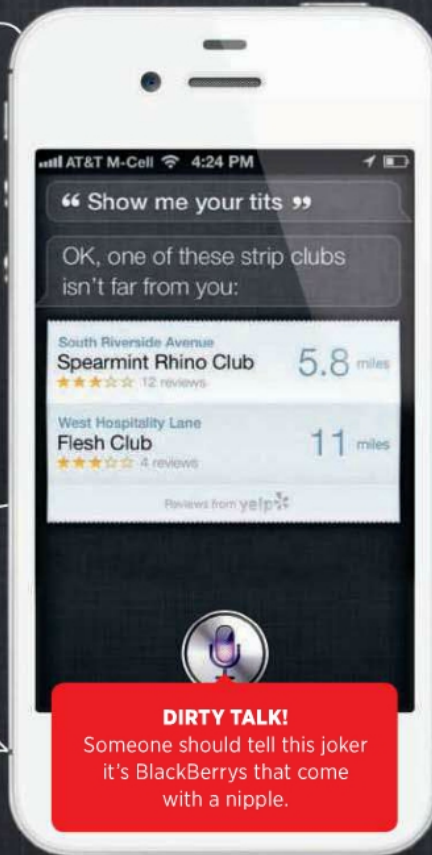 AT&T M-Cell 4:24 PM
“ Show me your tits ”
OK, one of these strip clubs
isn’t far from you:
South Riverside Avenue
Spearmint Rhino Club
12 reviews
5.8 miles
West Hospitality Lane
Flesh Club
4 reviews
11 miles
Reviews from yelp
DIRTY TALK!
Someone should tell this joker
it’s BlackBerrys that come
with a nipple.